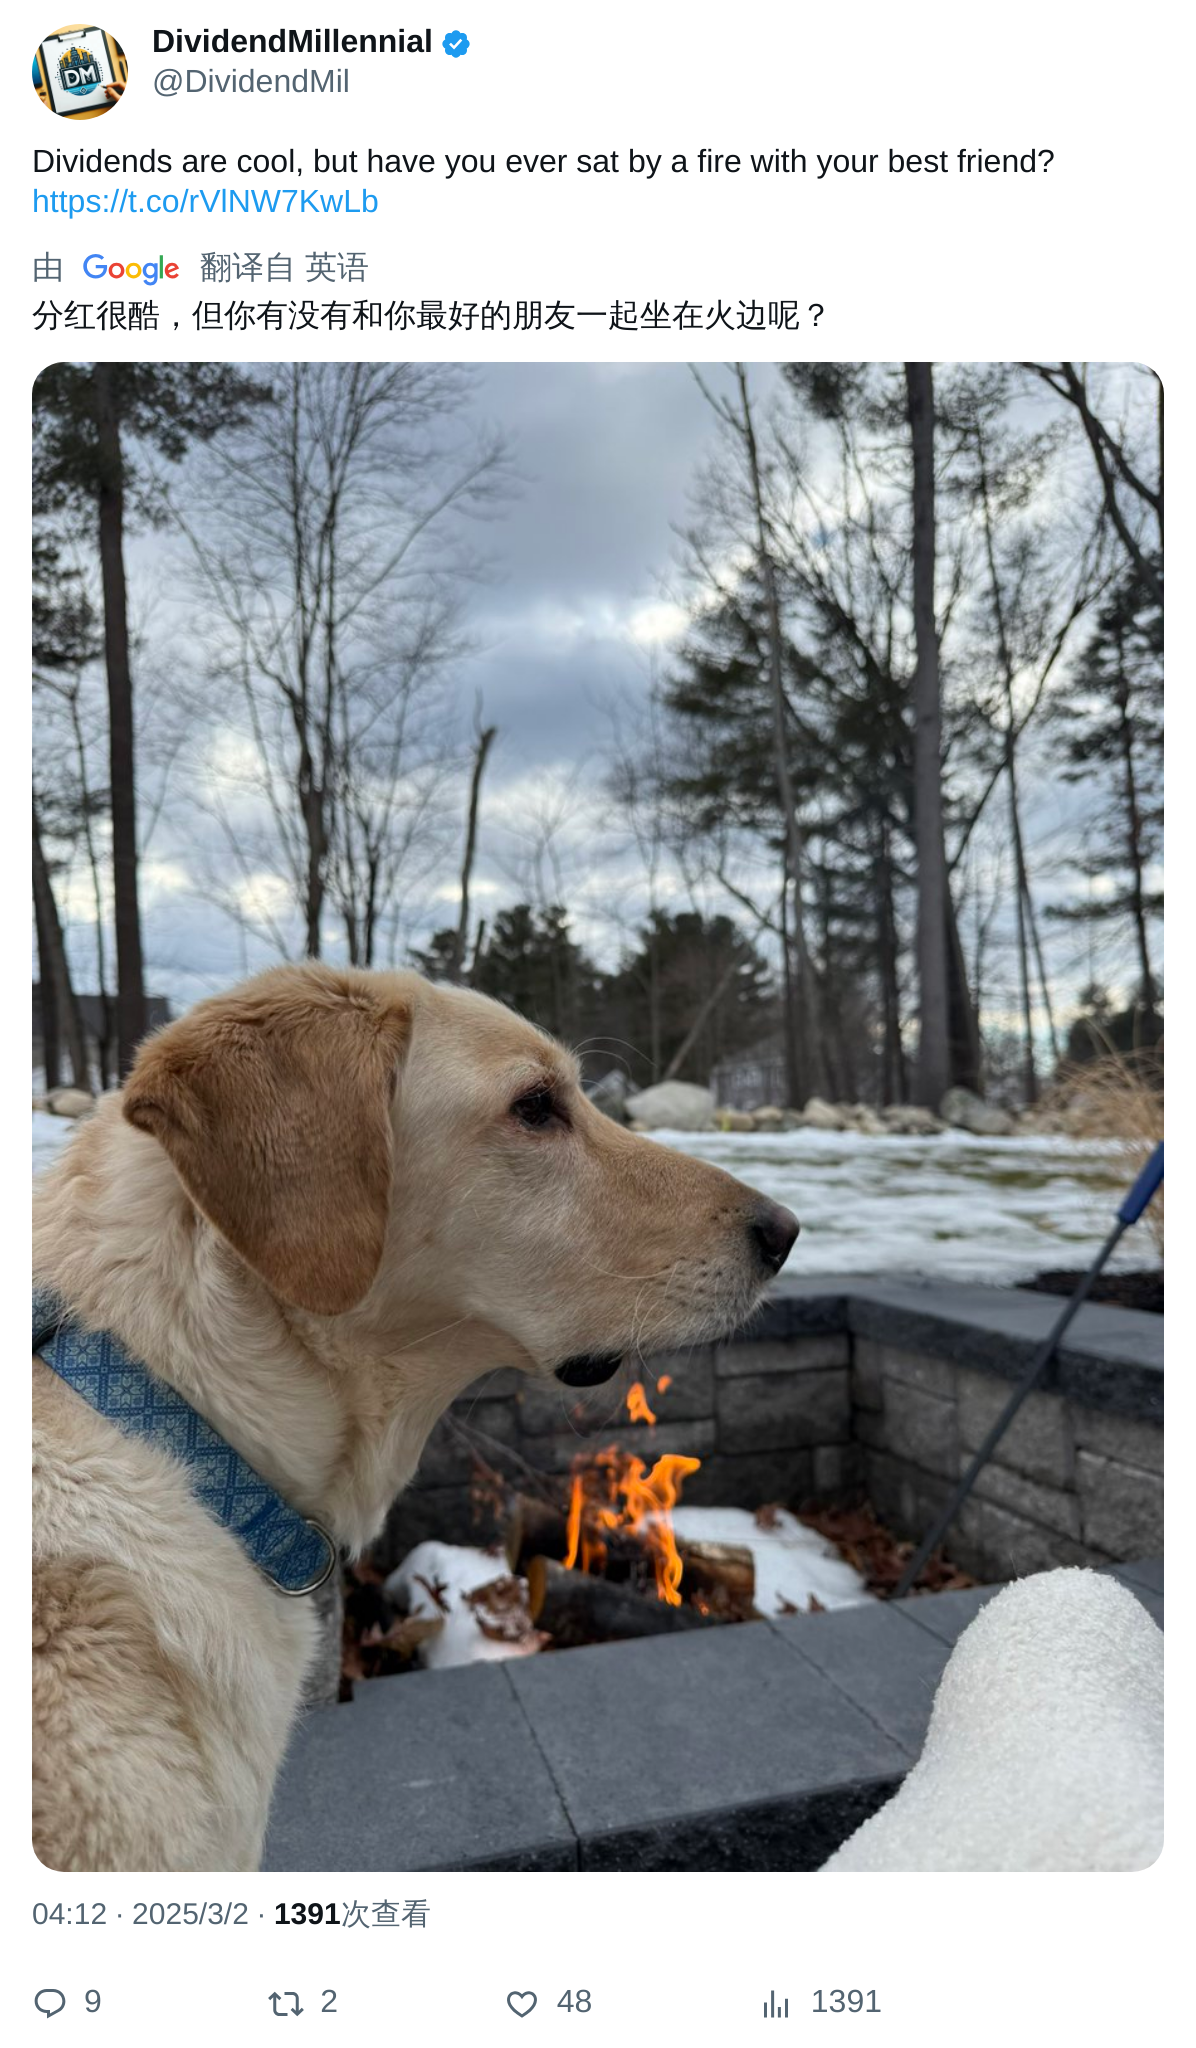 DividendMillennial
@DividendMil
DM
Dividends are cool, but have you ever sat by a fire with your best friend?
https://t.co/rVlNW7KwLb
由 Google 翻译自 英语
分红很酷，但你有没有和你最好的朋友一起坐在火边呢？
04:12 · 2025/3/2 · 1391次查看
9 2 48 1391